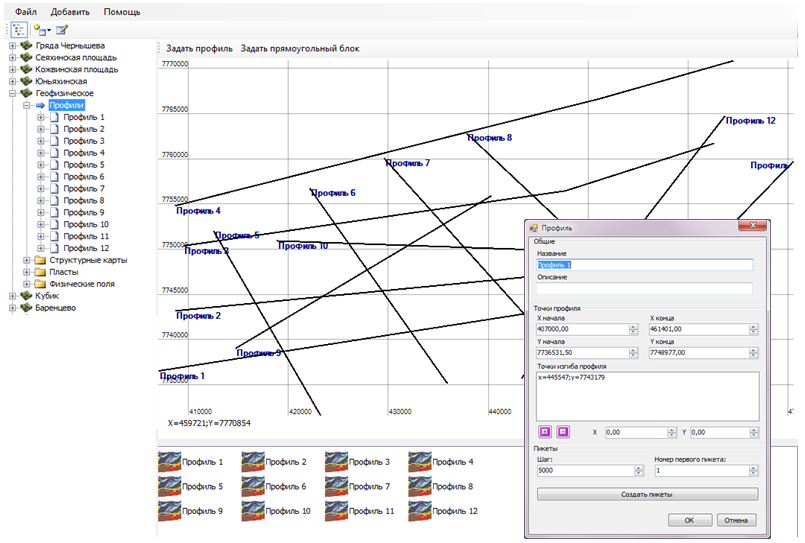 Файл Добавить Помощь
Гряда Чернышева
Сеяхинская площадь
Кожвинская площадь
Юньяхинская
Геофизическое
Профили
Профиль 1
Профиль 2
Профиль 3
Профиль 4
Профиль 5
Профиль 6
Профиль 7
Профиль 8
Профиль 9
Профиль 10
Профиль 11
Профиль 12
Структурные карты
Пласты
Физические поля
Кубик
Баренцево
Задать профиль Задать прямоугольный блок
7770000
7765000
7760000
7755000
7750000
7745000
7740000
7735000
Профиль 12
Профиль 8
Профиль 7
Профиль
Профиль 6
Профиль 4
Профиль 5
Профиль 3
Профиль 10
Профиль 2
Профиль 9
Профиль 1
410000 420000 430000 440000
X=459721;Y=7770854
Профиль 1 Профиль 2 Профиль 3 Профиль 4
Профиль 5 Профиль 6 Профиль 7 Профиль 8
Профиль 9 Профиль 10 Профиль 11 Профиль 12
Профиль
Общие
Название
Профиль 1
Описание
Точки профиля
X начала X конца
407000,00 461401,00
Y начала Y конца
7736531,50 7748977,00
Точки изгиба профиля
x=445547;y=7743179
X 0,00 Y 0,00
Пикеты
Шаг: Номер первого пикета:
5000 1
Создать пикеты
OK Отмена